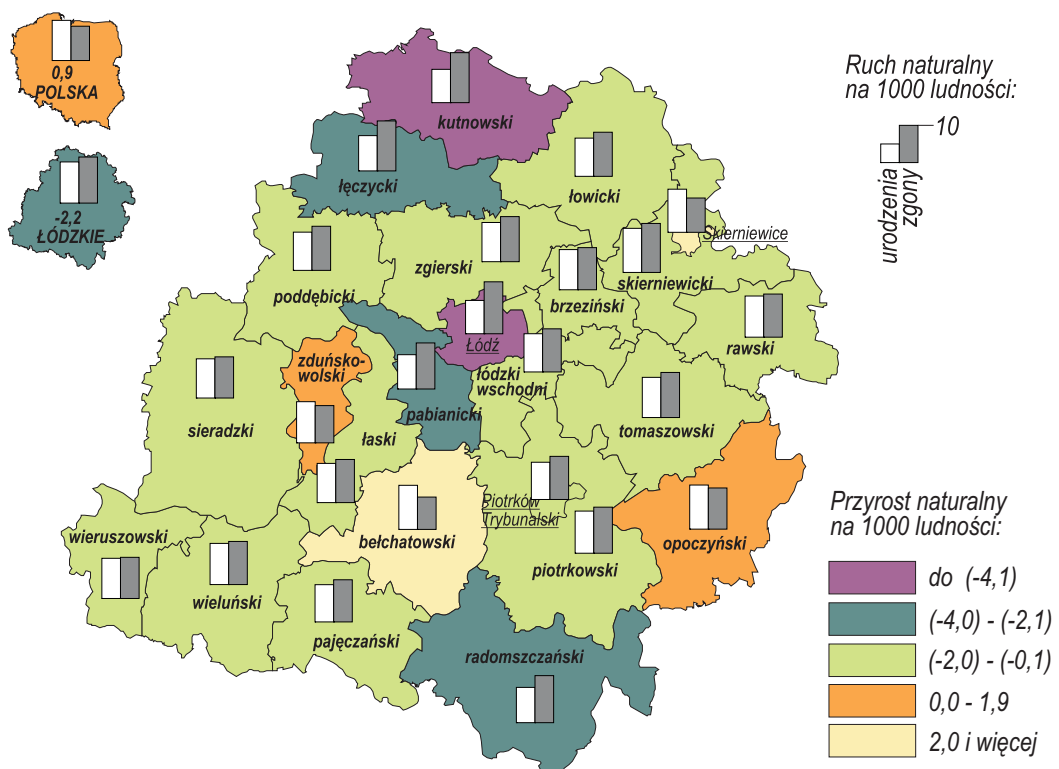 0,9
POLSKA
-2,2
ŁÓDZKIE
Ruch naturalny
na 1000 ludności:
10
urodzenia
zgony
kutnowski
łęczycki
łowicki
Skierniewice
skierniewicki
zgierski
poddębicki
brzeziński
rawski
Łódź
zduńsko-
wolski
łódzki
wschodni
pabianicki
sieradzki
łaski
tomaszowski
Piotrków
Trybunalski
wieruszowski
bełchatowski
opoczyński
piotrkowski
wieluński
pajęczański
radomszczański
Przyrost naturalny
na 1000 ludności:
do (-4,1)
(-4,0) - (-2,1)
(-2,0) - (-0,1)
0,0 - 1,9
2,0 i więcej